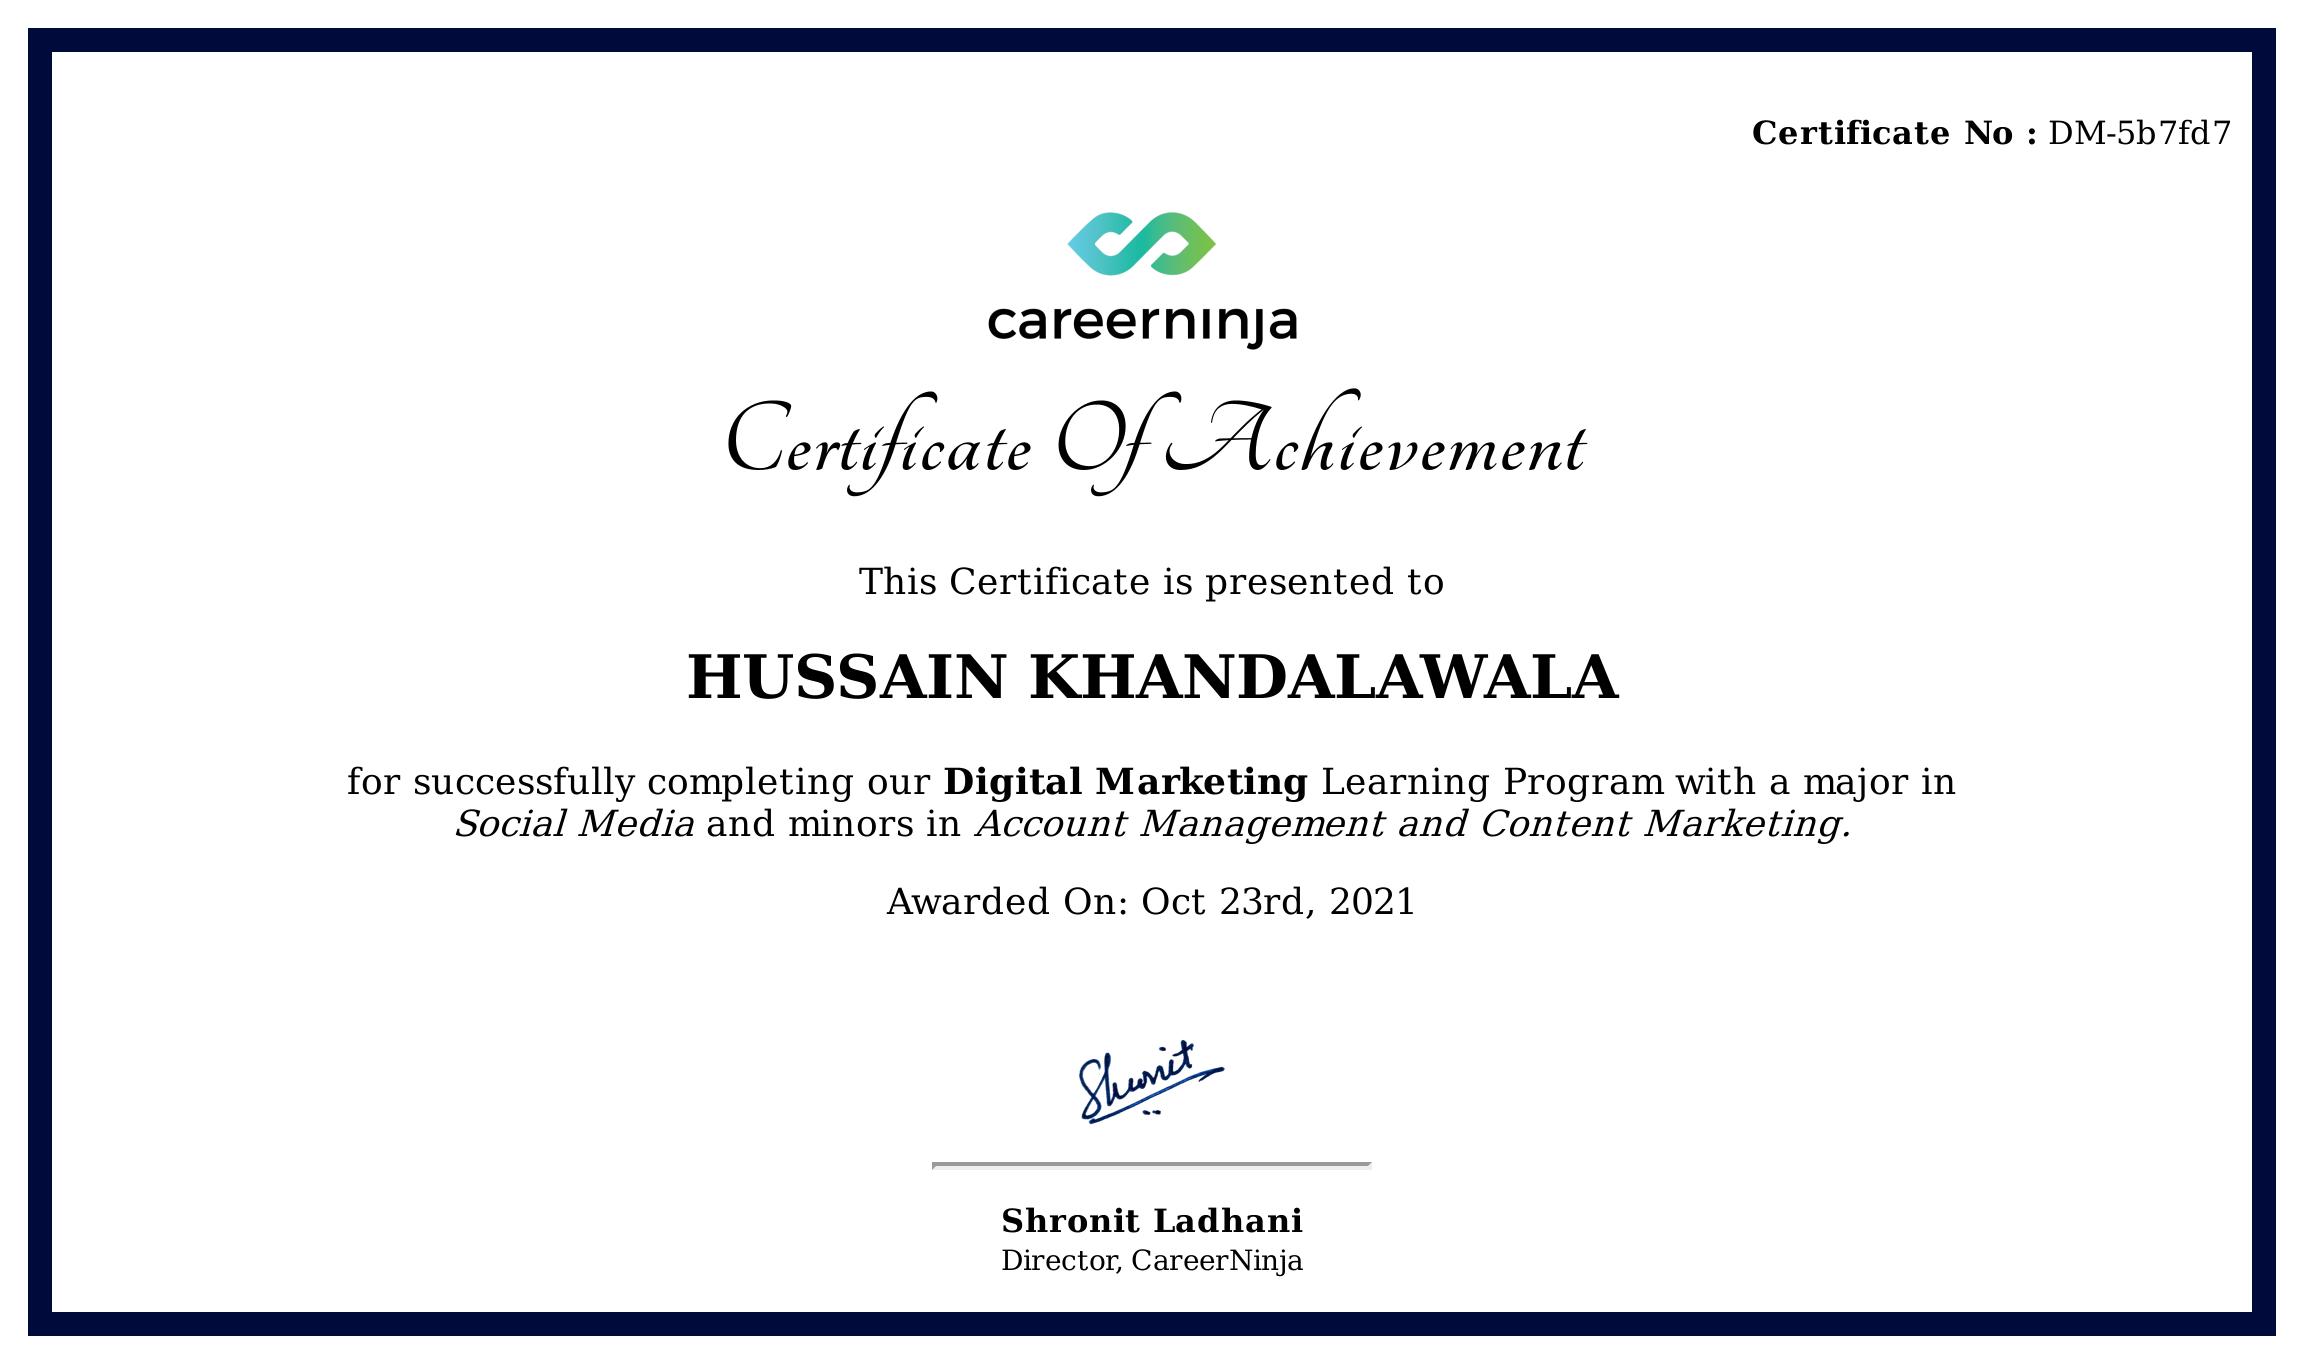 Certificate No : DM-5b7fd7
careerninja
Certificate Of Achievement
This Certificate is presented to
HUSSAIN KHANDALAWALA
for successfully completing our Digital Marketing Learning Program with a major in
Social Media and minors in Account Management and Content Marketing.
Awarded On: Oct 23rd, 2021
Shronit
Shronit Ladhani
Director, CareerNinja